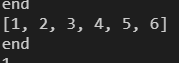 end
[1, 2, 3, 4, 5, 6]
end
1